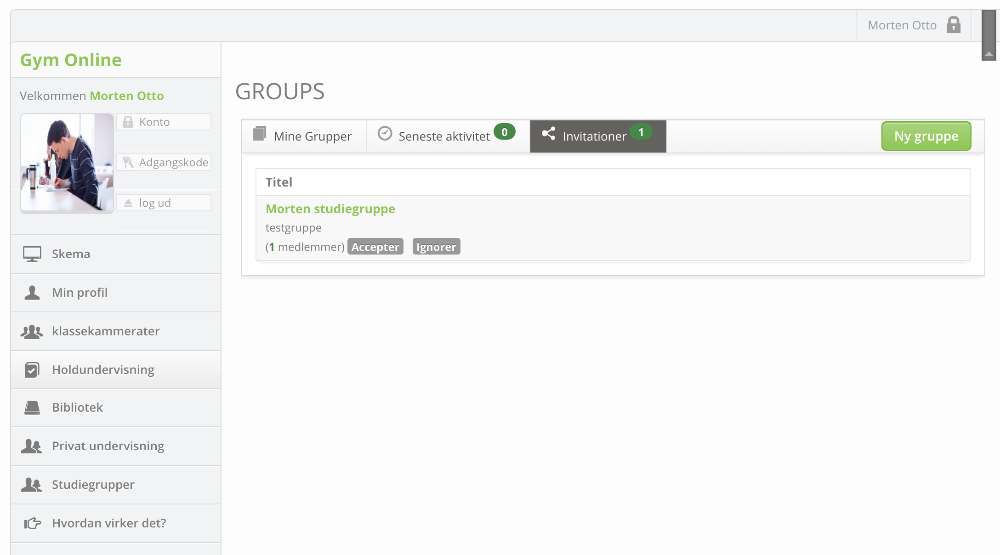 Morten Otto
Gym Online
Velkommen Morten Otto
Konto
Adgangskode
log ud
Skema
Min profil
klassekammerater
Holdundervisning
Bibliotek
Privat undervisning
Studiegrupper
Hvordan virker det?
GROUPS
Mine Grupper
Seneste aktivitet 0
Invitationer 1
Ny gruppe
Titel
Morten studiegruppe
testgruppe
(1 medlemmer) Accepter Ignorer